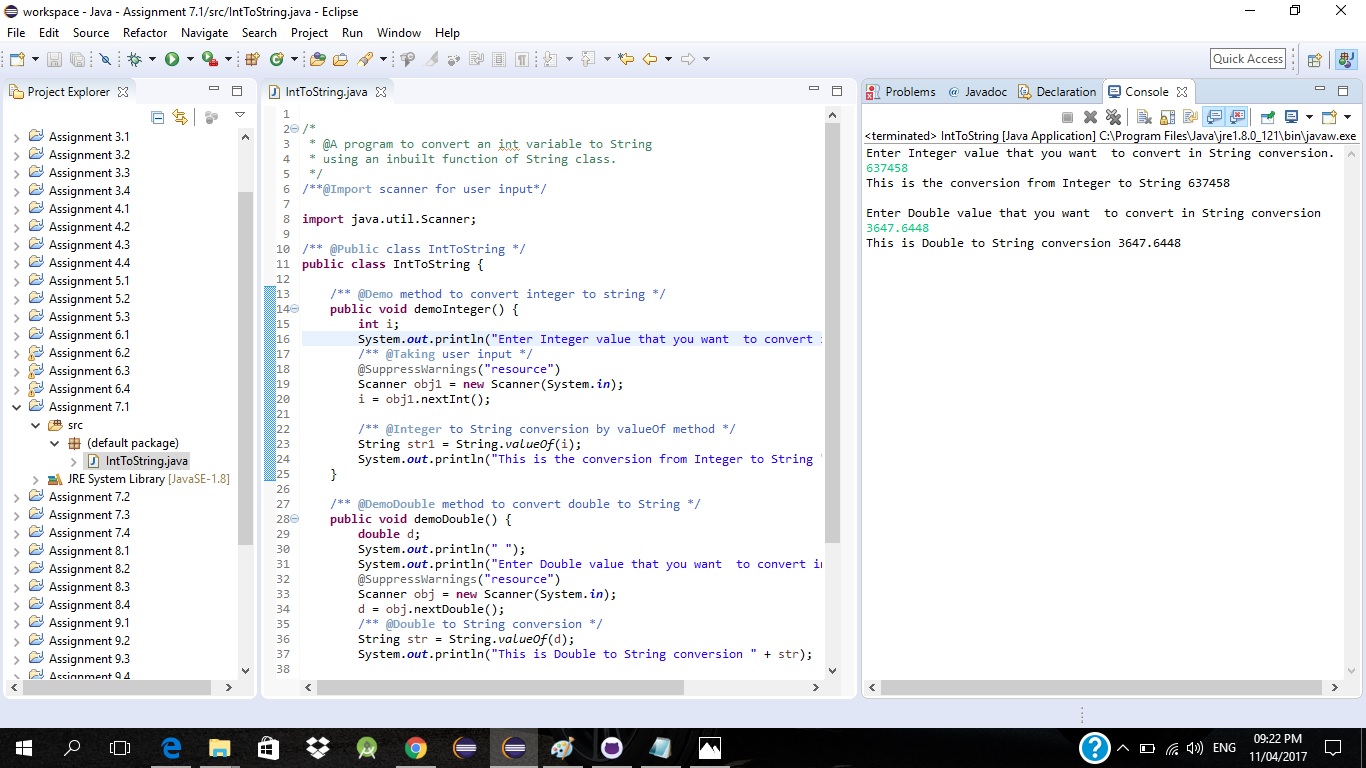 workspace - Java - Assignment 7.1/src/IntToString.java - Eclipse
File Edit Source Refactor Navigate Search Project Run Window Help
Quick Access
Project Explorer
Assignment 3.1
Assignment 3.2
Assignment 3.3
Assignment 3.4
Assignment 4.1
Assignment 4.2
Assignment 4.3
Assignment 4.4
Assignment 5.1
Assignment 5.2
Assignment 5.3
Assignment 6.1
Assignment 6.2
Assignment 6.3
Assignment 6.4
Assignment 7.1
src
(default package)
IntToString.java
JRE System Library [JavaSE-1.8]
Assignment 7.2
Assignment 7.3
Assignment 7.4
Assignment 8.1
Assignment 8.2
Assignment 8.3
Assignment 8.4
Assignment 9.1
Assignment 9.2
Assignment 9.3
Assignment 9.4
IntToString.java
1
2 /*
3  * @A program to convert an int variable to String
4  * using an inbuilt function of String class.
5  */
6 /**@Import scanner for user input*/
7
8 import java.util.Scanner;
9
10 /** @Public class IntToString */
11 public class IntToString {
12
13     /** @Demo method to convert integer to string */
14     public void demoInteger() {
15         int i;
16         System.out.println("Enter Integer value that you want  to convert
17         /** @Taking user input */
18         @SuppressWarnings("resource")
19         Scanner obj1 = new Scanner(System.in);
20         i = obj1.nextInt();
21
22         /** @Integer to String conversion by valueOf method */
23         String str1 = String.valueOf(i);
24         System.out.println("This is the conversion from Integer to String
25     }
26
27     /** @DemoDouble method to convert double to String */
28     public void demoDouble() {
29         double d;
30         System.out.println(" ");
31         System.out.println("Enter Double value that you want  to convert in
32         @SuppressWarnings("resource")
33         Scanner obj = new Scanner(System.in);
34         d = obj.nextDouble();
35         /** @Double to String conversion */
36         String str = String.valueOf(d);
37         System.out.println("This is Double to String conversion " + str);
38
Problems @ Javadoc Declaration Console
<terminated> IntToString [Java Application] C:\Program Files\Java\jre1.8.0_121\bin\javaw.exe
Enter Integer value that you want  to convert in String conversion.
637458
This is the conversion from Integer to String 637458
Enter Double value that you want  to convert in String conversion
3647.6448
This is Double to String conversion 3647.6448
ENG
09:22 PM
11/04/2017